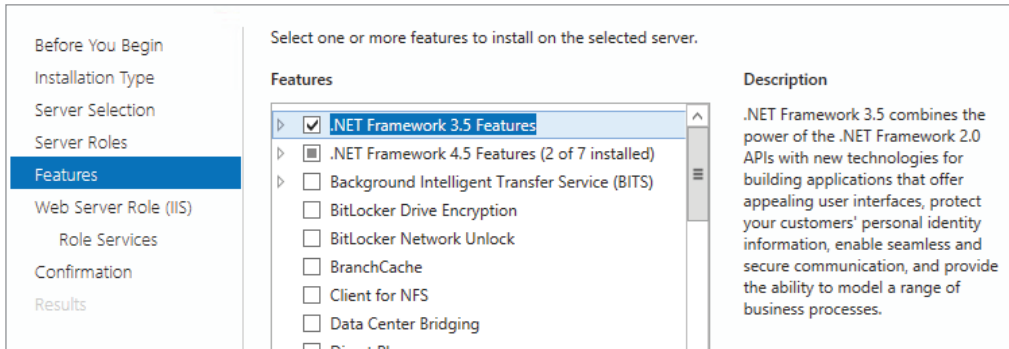 Before You Begin
Installation Type
Server Selection
Server Roles
Features
Web Server Role (IIS)
Role Services
Confirmation
Results
Select one or more features to install on the selected server.
Features
.NET Framework 3.5 Features
.NET Framework 4.5 Features (2 of 7 installed)
Background Intelligent Transfer Service (BITS)
BitLocker Drive Encryption
BitLocker Network Unlock
BranchCache
Client for NFS
Data Center Bridging
Description
.NET Framework 3.5 combines the
power of the .NET Framework 2.0
APIs with new technologies for
building applications that offer
appealing user interfaces, protect
your customers' personal identity
information, enable seamless and
secure communication, and provide
the ability to model a range of
business processes.